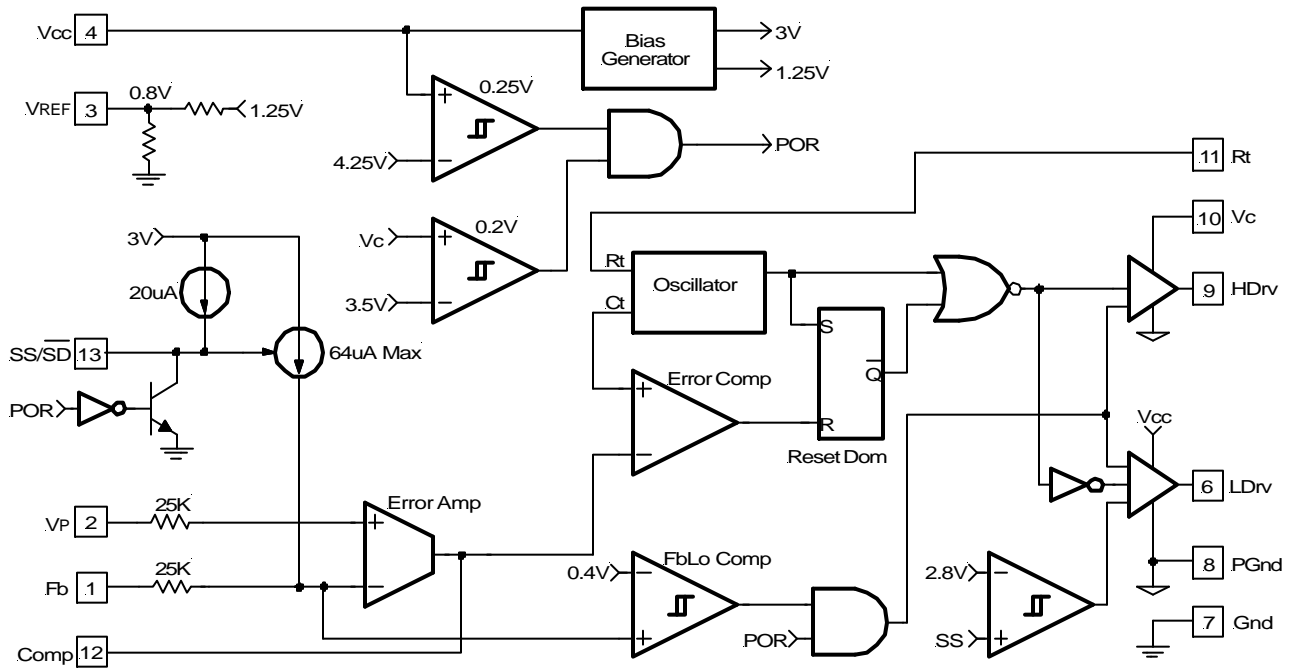 Vcc 4
Bias Generator
3V
1.25V
0.25V
+
−
4.25V
POR
VREF 3
0.8V
1.25V
11 Rt
10 Vc
3V
20uA
Vc
0.2V
+
−
3.5V
Rt
Ct
Oscillator
9 HDrv
SS/SD 13
64uA Max
POR
S
Q
R
Reset Dom
Error Comp
+
−
Vcc
6 LDrv
VP 2
25K
Error Amp
+
−
Fb 1
25K
FbLo Comp
0.4V
−
+
POR
2.8V
−
SS
+
8 PGnd
7 Gnd
Comp 12